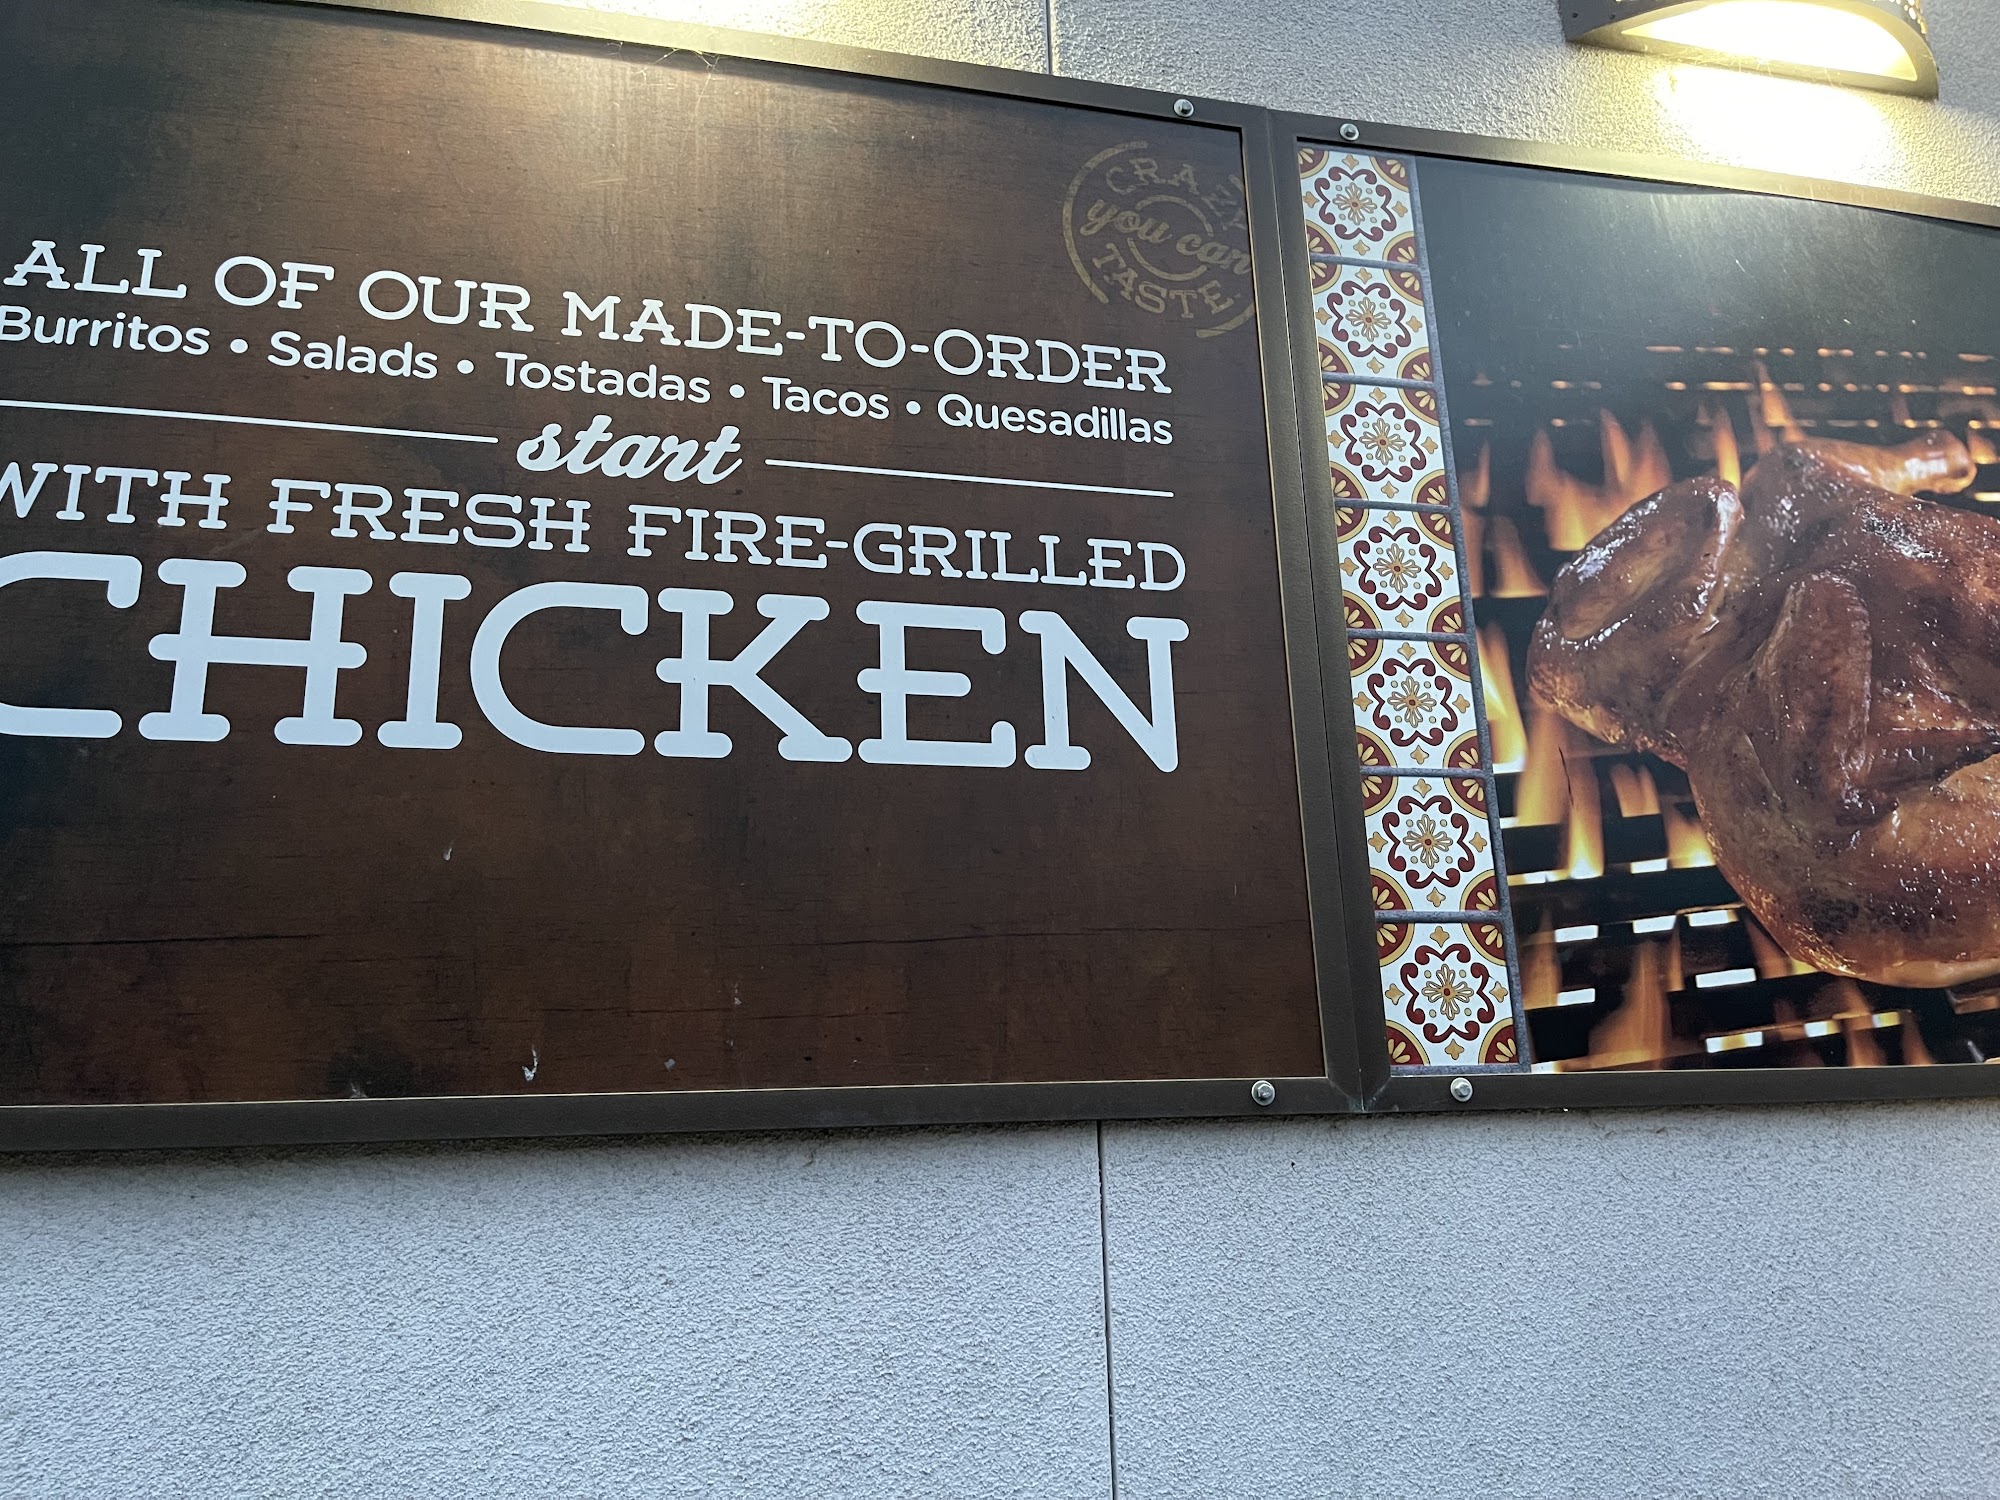 CRAZY
you can
TASTE
ALL OF OUR MADE-TO-ORDER
Burritos • Salads • Tostadas • Tacos • Quesadillas
start
WITH FRESH FIRE-GRILLED
CHICKEN